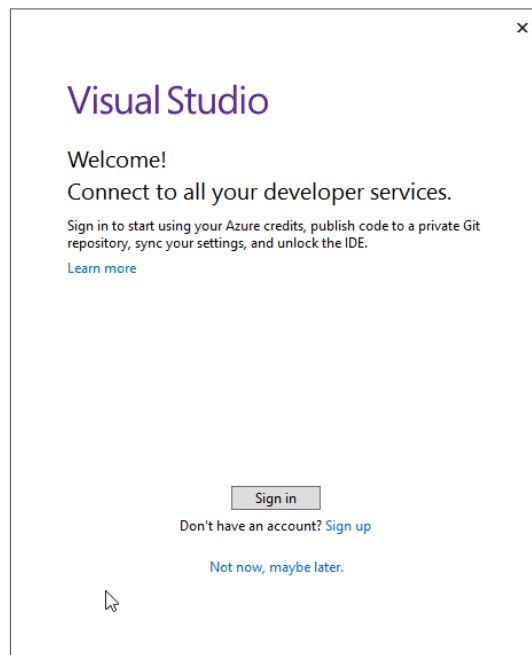 Visual Studio
Welcome!
Connect to all your developer services.
Sign in to start using your Azure credits, publish code to a private Git
repository, sync your settings, and unlock the IDE.
Learn more
Sign in
Don't have an account? Sign up
Not now, maybe later.